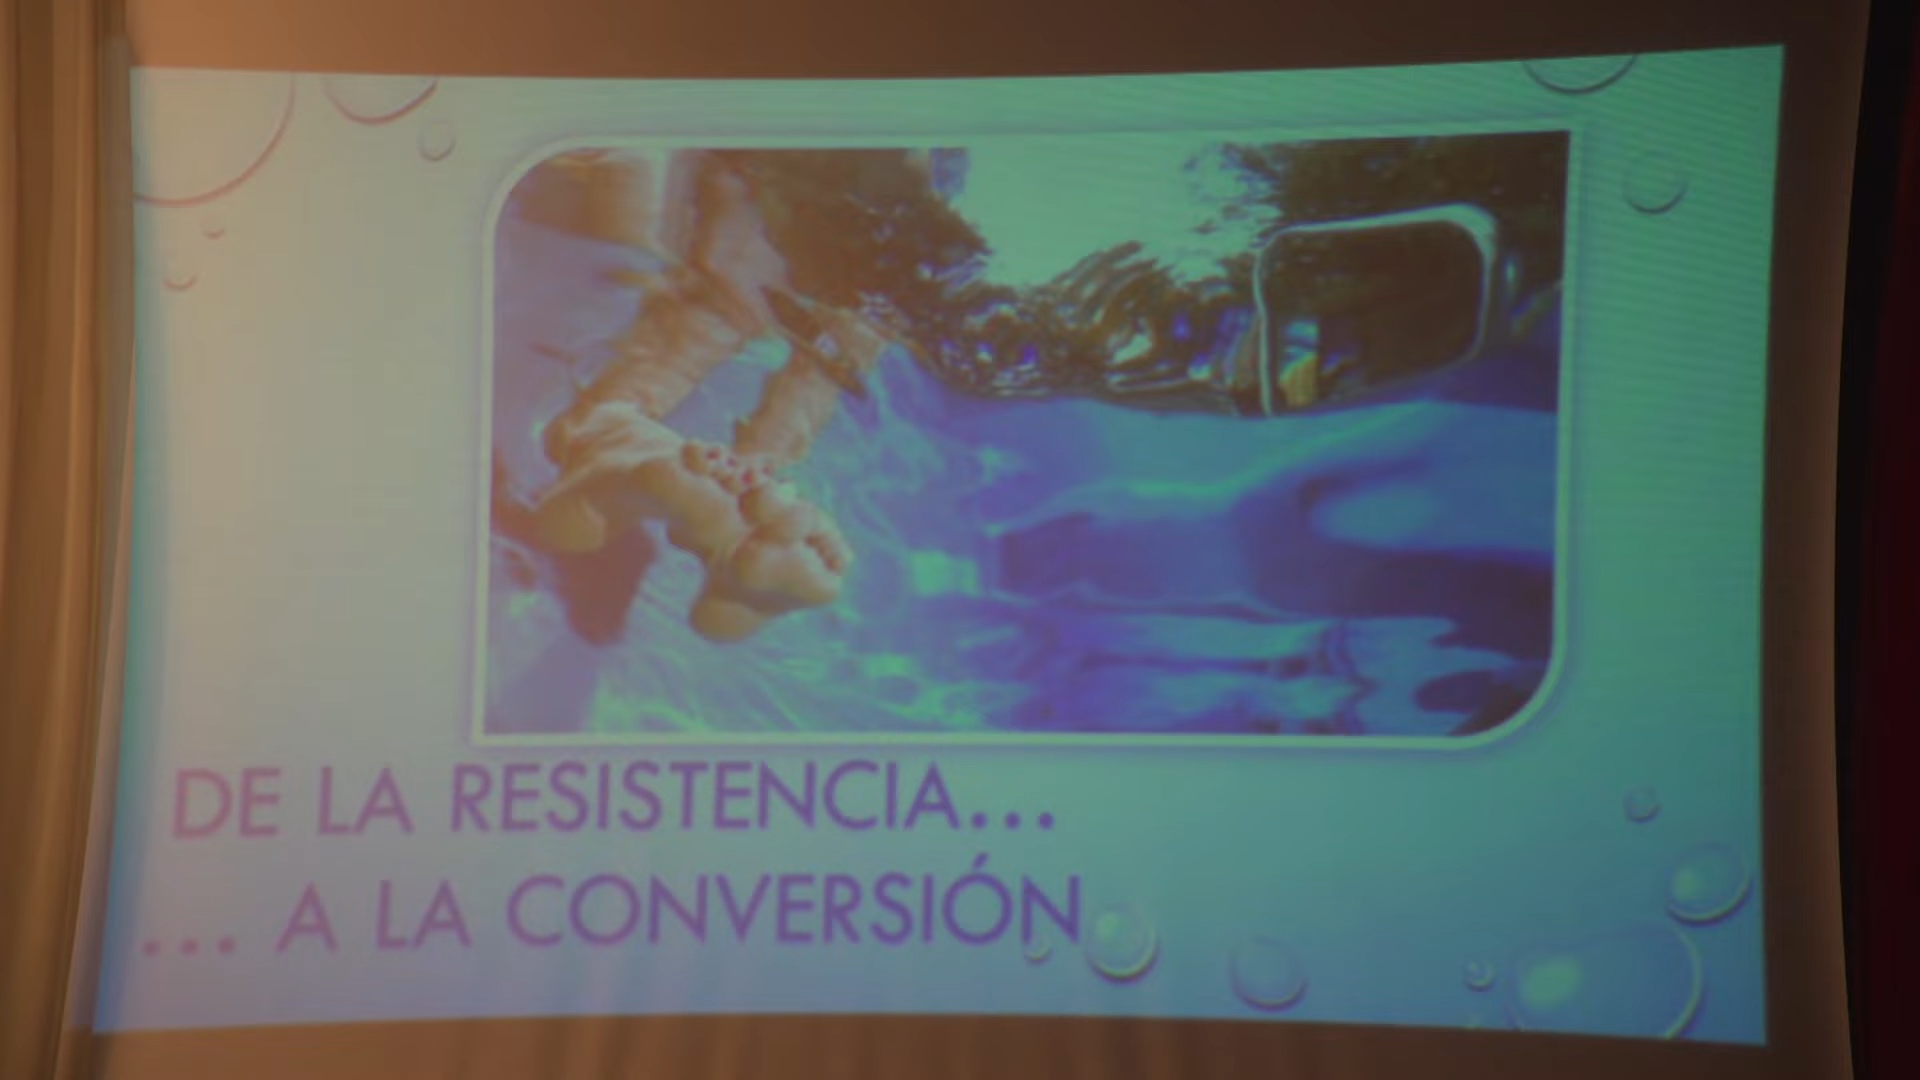 DE LA RESISTENCIA...
... A LA CONVERSIÓN